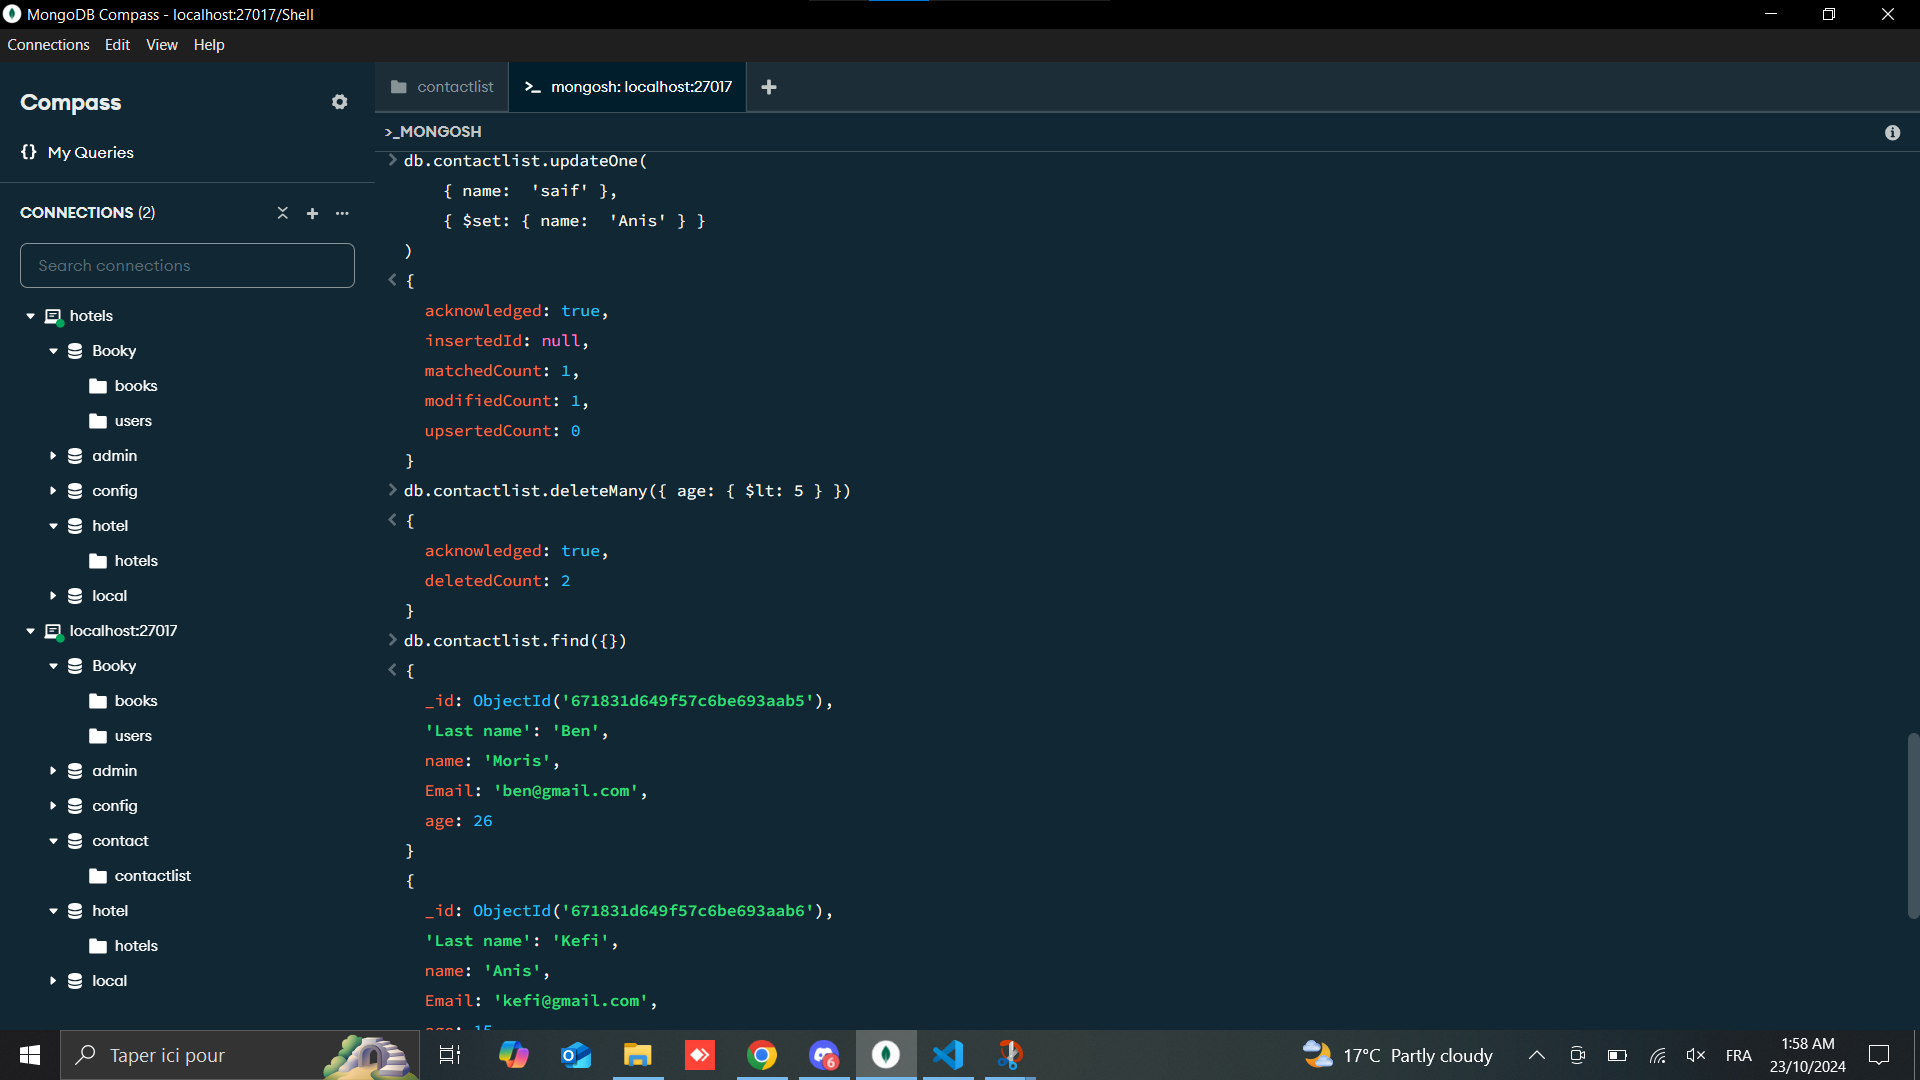 MongoDB Compass - localhost:27017/Shell
Connections Edit View Help
Compass
{} My Queries
CONNECTIONS (2)
Search connections
hotels
Booky
books
users
admin
config
hotel
hotels
local
localhost:27017
Booky
books
users
admin
config
contact
contactlist
hotel
hotels
local
contactlist
>_ mongosh: localhost:27017
>_MONGOSH
> db.contactlist.updateOne(
{ name:  'saif' },
{ $set: { name:  'Anis' } }
)
< {
acknowledged: true,
insertedId: null,
matchedCount: 1,
modifiedCount: 1,
upsertedCount: 0
}
> db.contactlist.deleteMany({ age: { $lt: 5 } })
< {
acknowledged: true,
deletedCount: 2
}
> db.contactlist.find({})
< {
_id: ObjectId('671831d649f57c6be693aab5'),
'Last name': 'Ben',
name: 'Moris',
Email: 'ben@gmail.com',
age: 26
}
{
_id: ObjectId('671831d649f57c6be693aab6'),
'Last name': 'Kefi',
name: 'Anis',
Email: 'kefi@gmail.com',
age: 15
Taper ici pour
6
17°C Partly cloudy
FRA
1:58 AM
23/10/2024